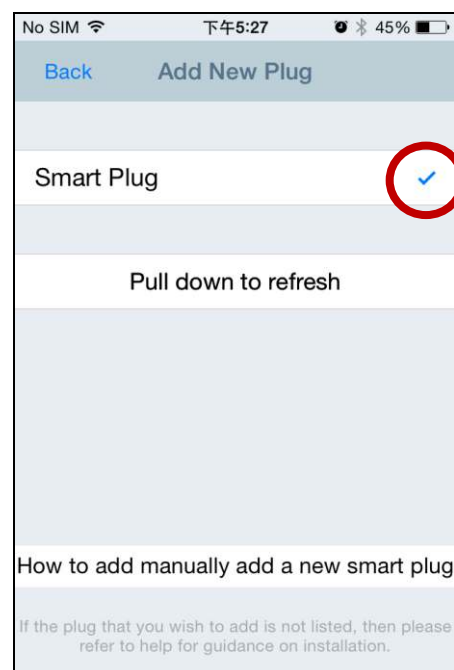 No SIM 下午5:27 45%
Back Add New Plug
Smart Plug
Pull down to refresh
How to add manually add a new smart plug
If the plug that you wish to add is not listed, then please
refer to help for guidance on installation.